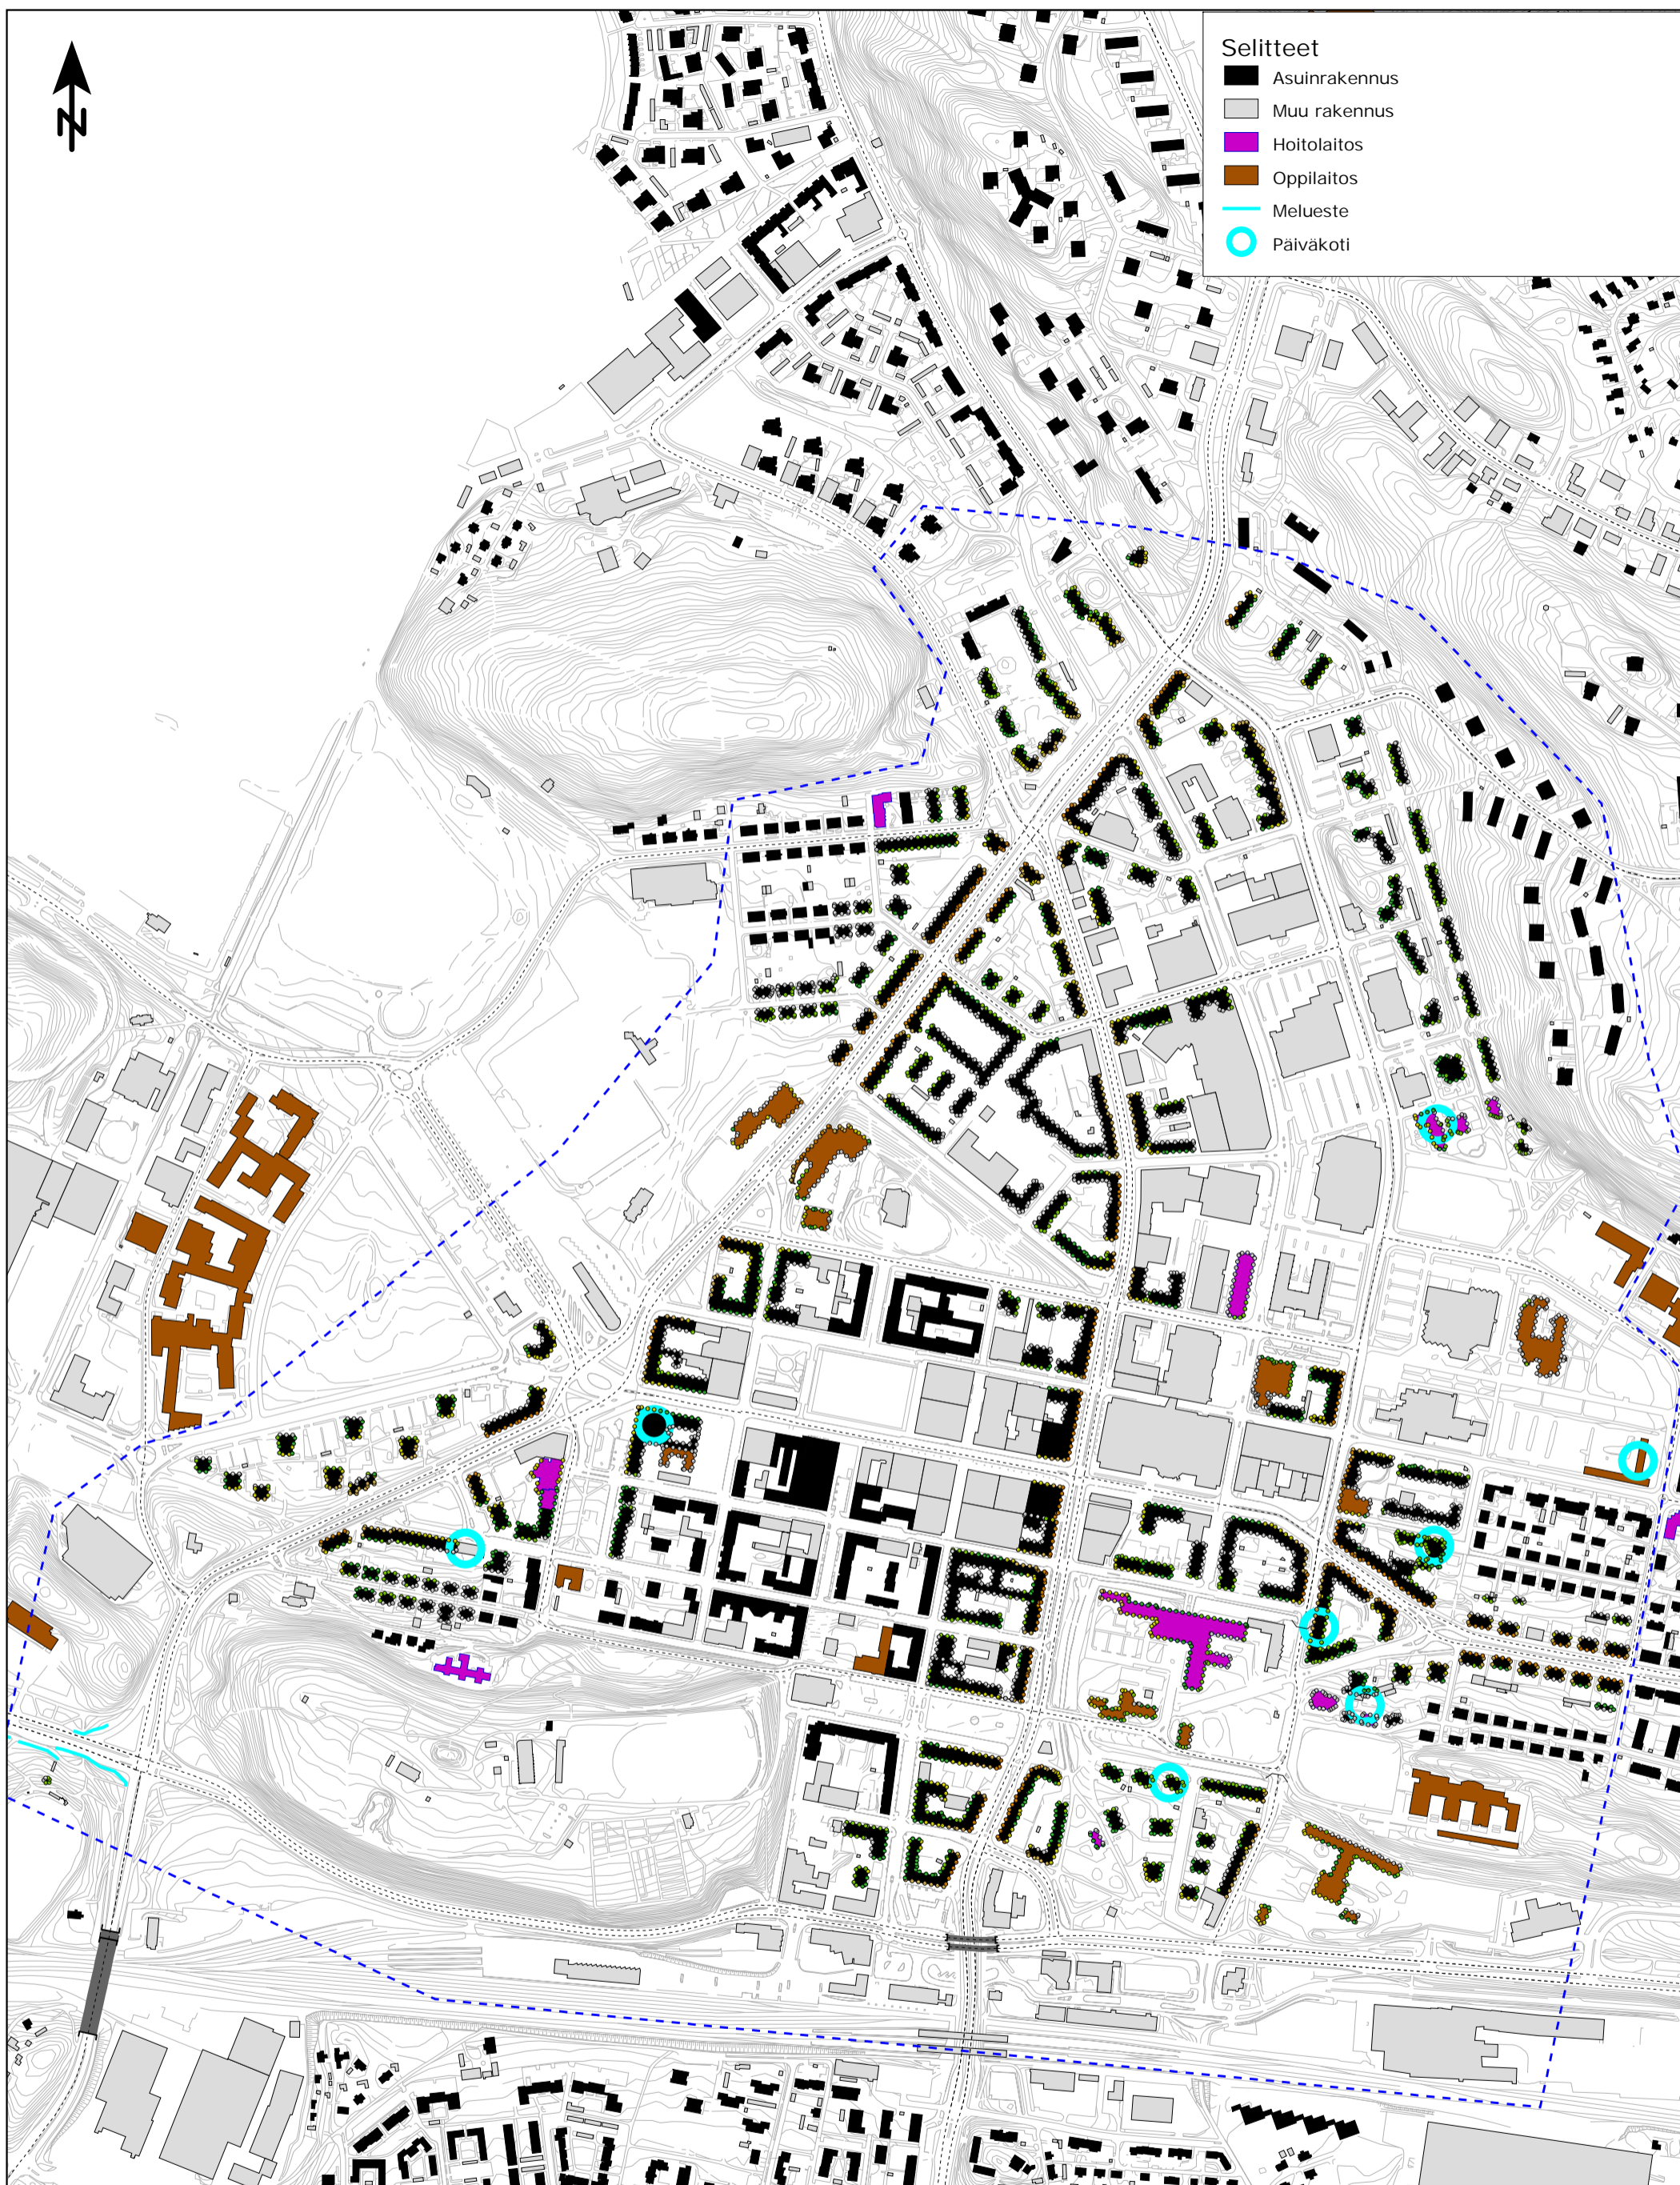 N
Selitteet
Asuinrakennus
Muu rakennus
Hoitolaitos
Oppilaitos
Melueste
Päiväkoti